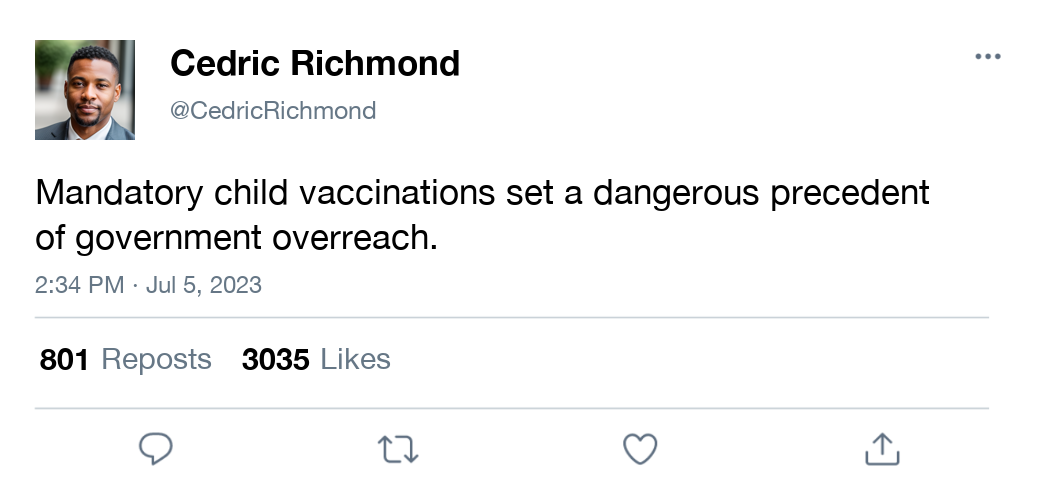 Cedric Richmond
@CedricRichmond
Mandatory child vaccinations set a dangerous precedent
of government overreach.
2:34 PM · Jul 5, 2023
801 Reposts 3035 Likes